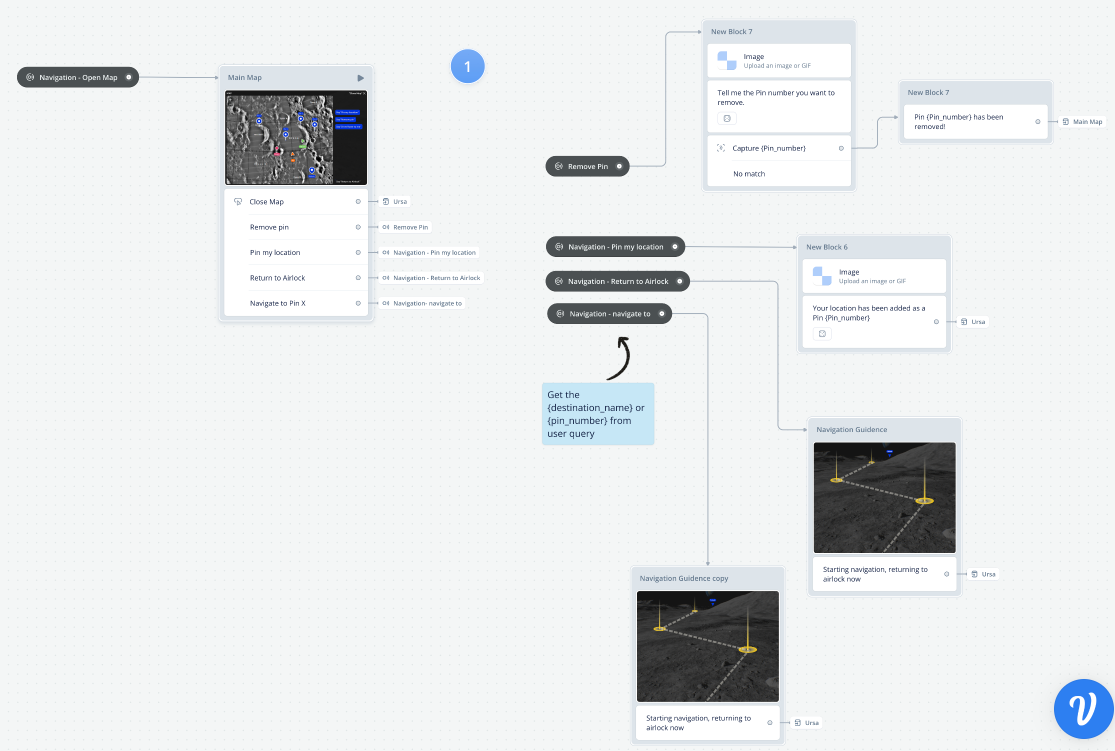 Navigation - Open Map
Main Map
Close Map
Ursa
Remove pin
Remove Pin
Pin my location
Navigation - Pin my location
Return to Airlock
Navigation - Return to Airlock
Navigate to Pin X
Navigation- navigate to
1
Remove Pin
New Block 7
Image
Upload an image or GIF
Tell me the Pin number you want to
remove.
Capture {Pin_number}
No match
New Block 7
Pin {Pin_number} has been
removed!
Main Map
Navigation - Pin my location
Navigation - Return to Airlock
Navigation - navigate to
New Block 6
Image
Upload an image or GIF
Your location has been added as a
Pin {Pin_number}
Ursa
Get the
{destination_name} or
{pin_number} from
user query
Navigation Guidence
Starting navigation, returning to
airlock now
Ursa
Navigation Guidence copy
Starting navigation, returning to
airlock now
Ursa
V